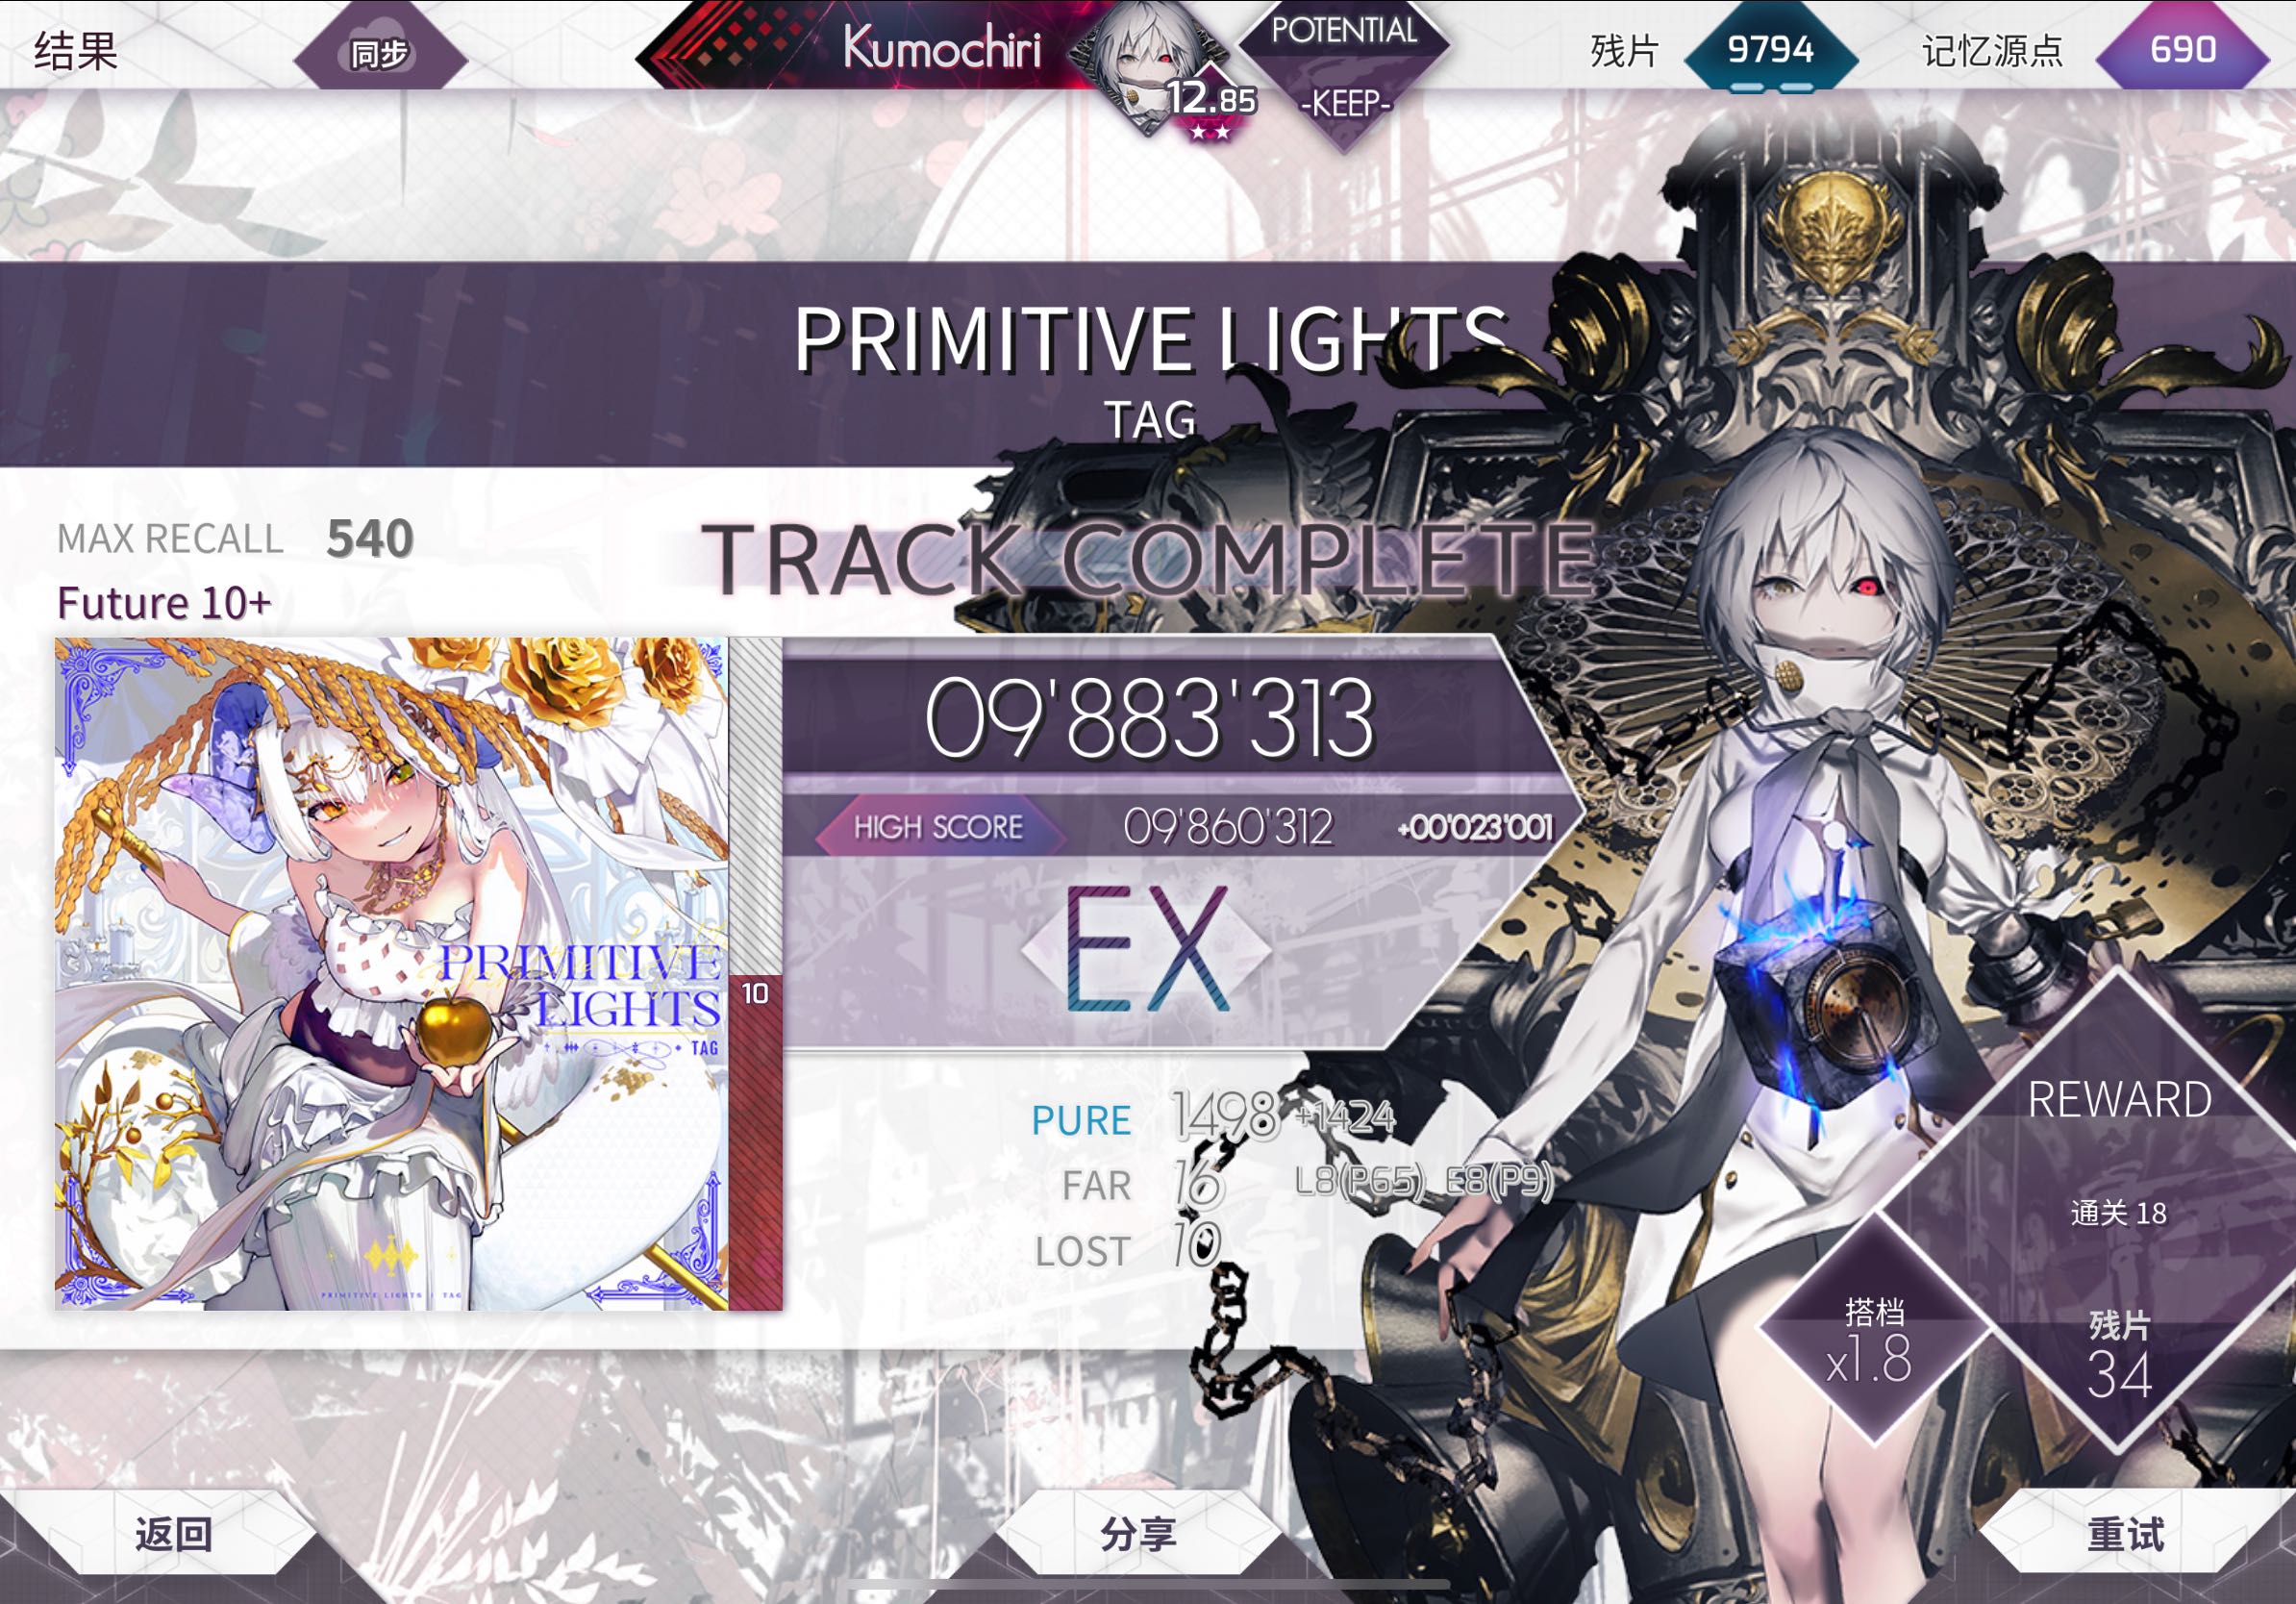 结果
同步
Kumochiri
12.85
POTENTIAL
-KEEP-
残片
9794
记忆源点
690
PRIMITIVE LIGHTS
TAG
MAX RECALL 540
TRACK COMPLETE
Future 10+
09'883'313
HIGH SCORE 09'860'312 +00'023'001
EX
PRIMITIVE
LIGHTS
TAG
PRIMITIVE LIGHTS TAG
10
PURE 1498 +1424
FAR 16 L8(P65) E8(P9)
LOST 10
REWARD
通关 18
搭档
x1.8
残片
34
返回
分享
重试